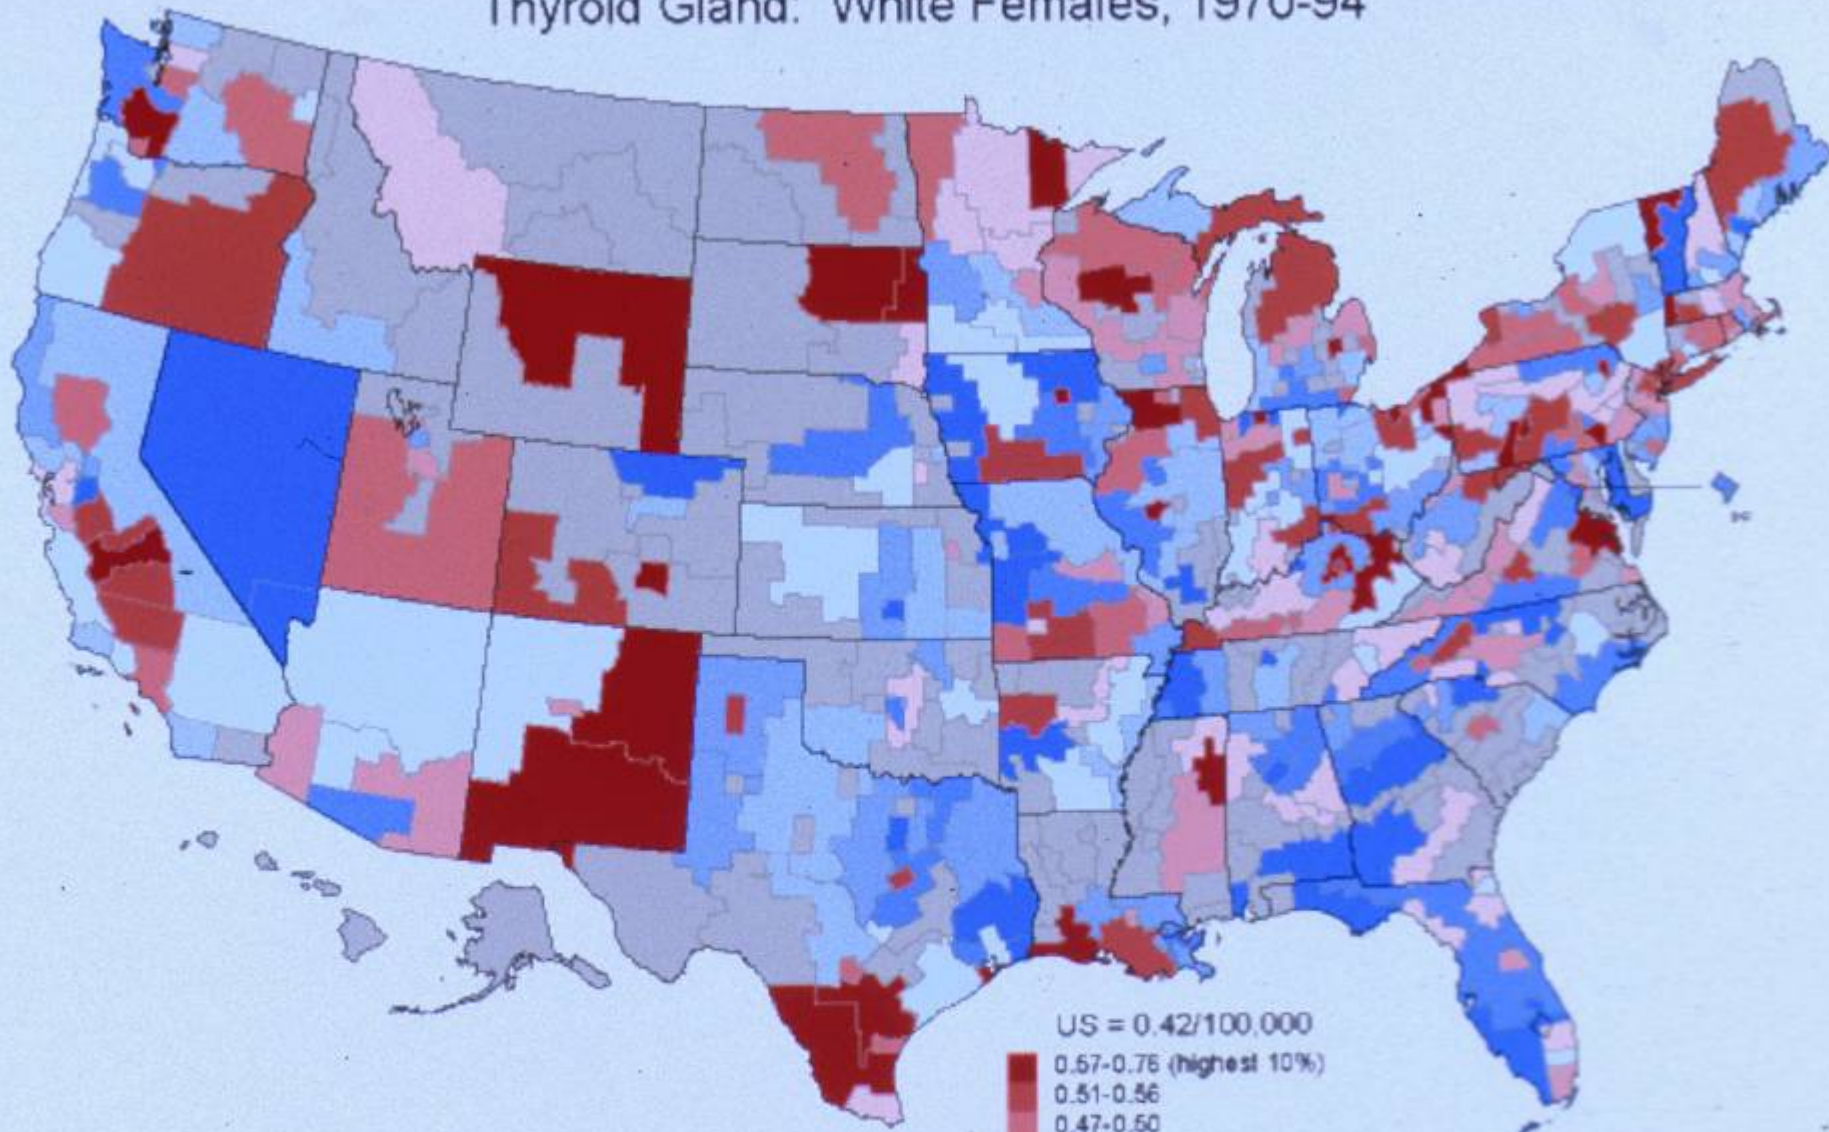 Thyroid Gland: White Females, 1970-94
US = 0.42/100,000
0.57-0.76 (highest 10%)
0.51-0.56
0.47-0.50